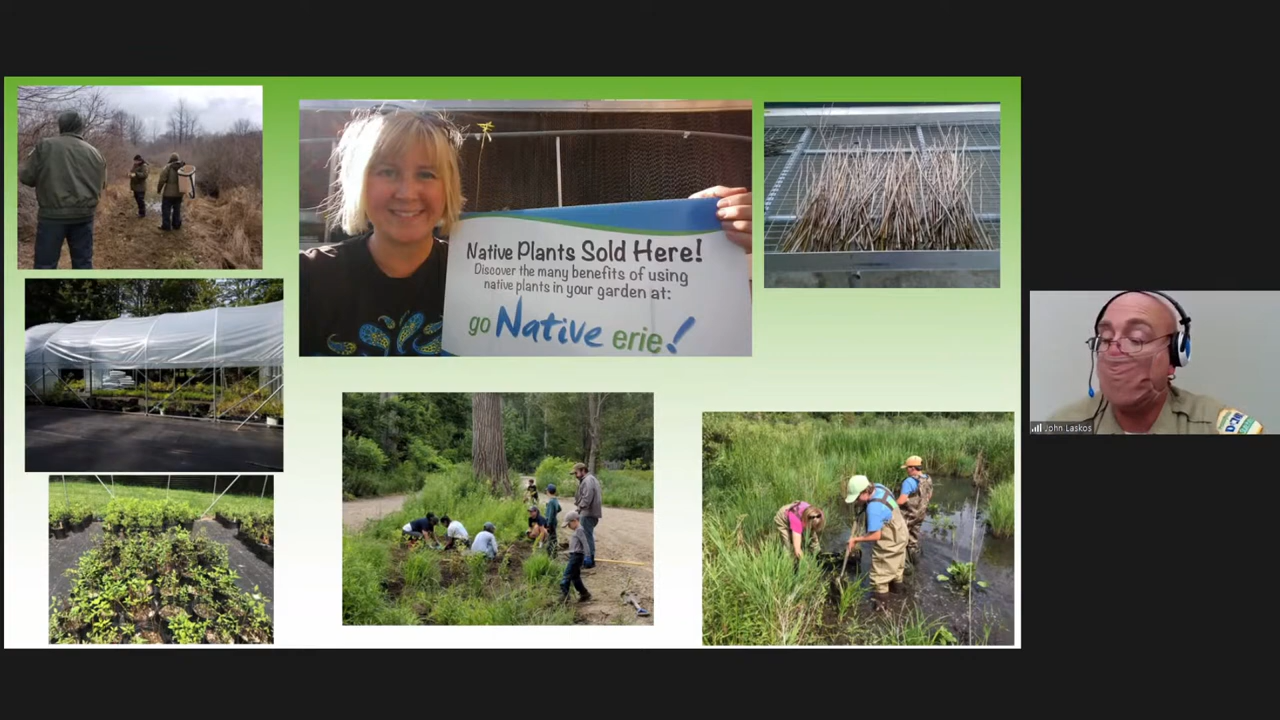 Native Plants Sold Here!
Discover the many benefits of using
native plants in your garden at:
go Native erie!
John Laskos